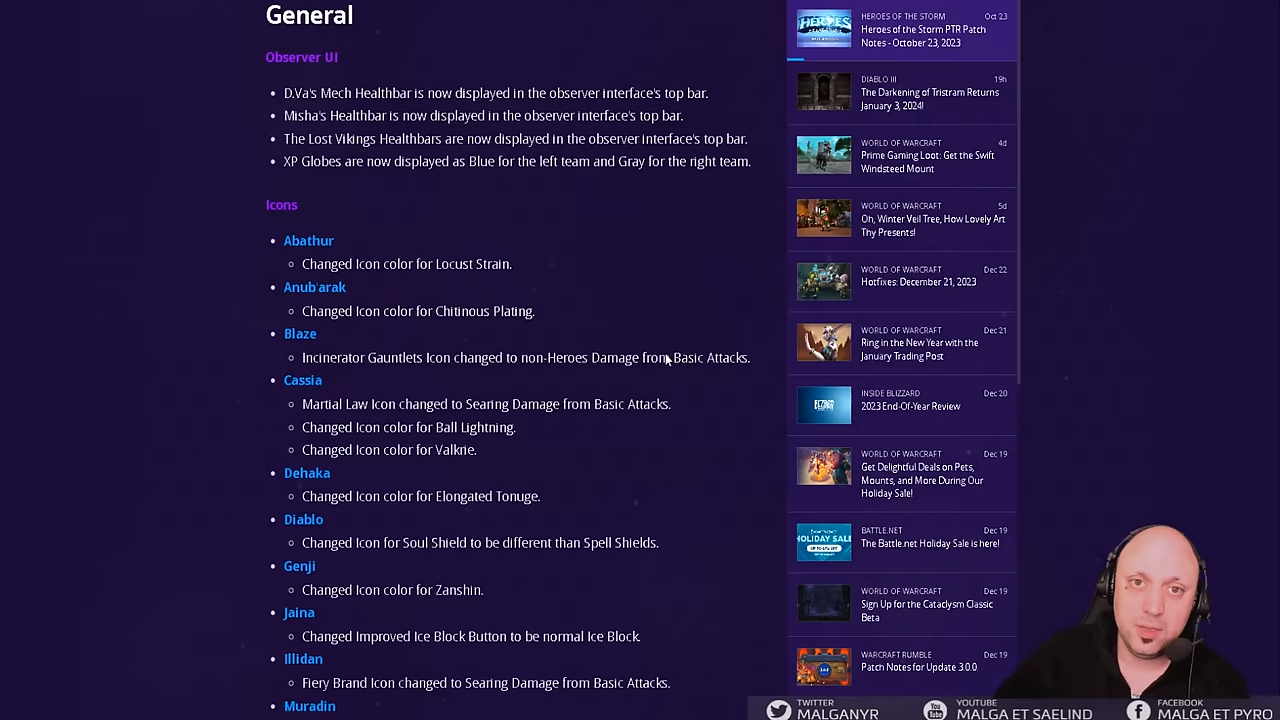 General
Observer UI
D.Va's Mech Healthbar is now displayed in the observer interface's top bar.
Misha's Healthbar is now displayed in the observer interface's top bar.
The Lost Vikings Healthbars are now displayed in the observer interface's top bar.
XP Globes are now displayed as Blue for the left team and Gray for the right team.
Icons
Abathur
Changed Icon color for Locust Strain.
Anub'arak
Changed Icon color for Chitinous Plating.
Blaze
Incinerator Gauntlets Icon changed to non-Heroes Damage from Basic Attacks.
Cassia
Martial Law Icon changed to Searing Damage from Basic Attacks.
Changed Icon color for Ball Lightning.
Changed Icon color for Valkrie.
Dehaka
Changed Icon color for Elongated Tonuge.
Diablo
Changed Icon for Soul Shield to be different than Spell Shields.
Genji
Changed Icon color for Zanshin.
Jaina
Changed Improved Ice Block Button to be normal Ice Block.
Illidan
Fiery Brand Icon changed to Searing Damage from Basic Attacks.
Muradin
HEROES
HEROES OF THE STORM Oct 23
Heroes of the Storm PTR Patch
Notes - October 23, 2023
DIABLO III 19h
The Darkening of Tristram Returns
January 3, 2024!
WORLD OF WARCRAFT 4d
Prime Gaming Loot: Get the Swift
Windsteed Mount
WORLD OF WARCRAFT 5d
Oh, Winter Veil Tree, How Lovely Art
Thy Presents!
WORLD OF WARCRAFT Dec 22
Hotfixes: December 21, 2023
WORLD OF WARCRAFT Dec 21
Ring in the New Year with the
January Trading Post
INSIDE BLIZZARD Dec 20
2023 End-Of-Year Review
WORLD OF WARCRAFT Dec 19
Get Delightful Deals on Pets,
Mounts, and More During Our
Holiday Sale!
HOLIDAY SALE
BATTLE.NET Dec 19
The Battle.net Holiday Sale is here!
WORLD OF WARCRAFT Dec 19
Sign Up for the Cataclysm Classic
Beta
WARCRAFT RUMBLE Dec 19
Patch Notes for Update 3.0.0
TWITTER
MALGANYR
You
Tube
YOUTUBE
MALGA ET SAELIND
FACEBOOK
MALGA ET PYRO